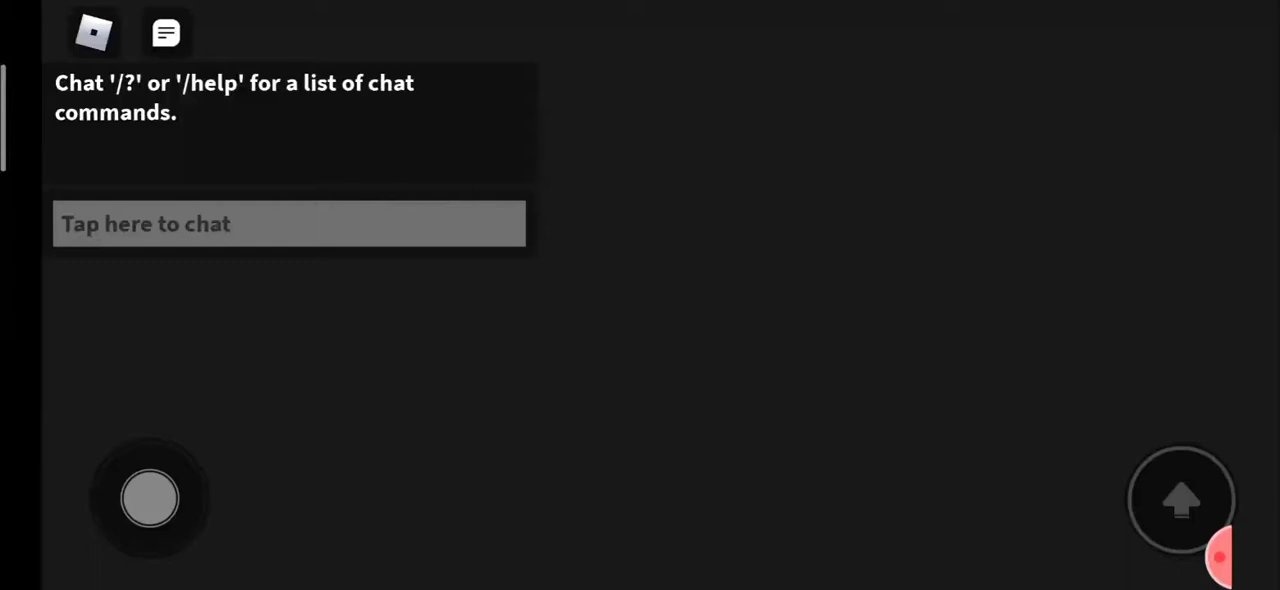 Chat '/?' or '/help' for a list of chat
commands.
Tap here to chat